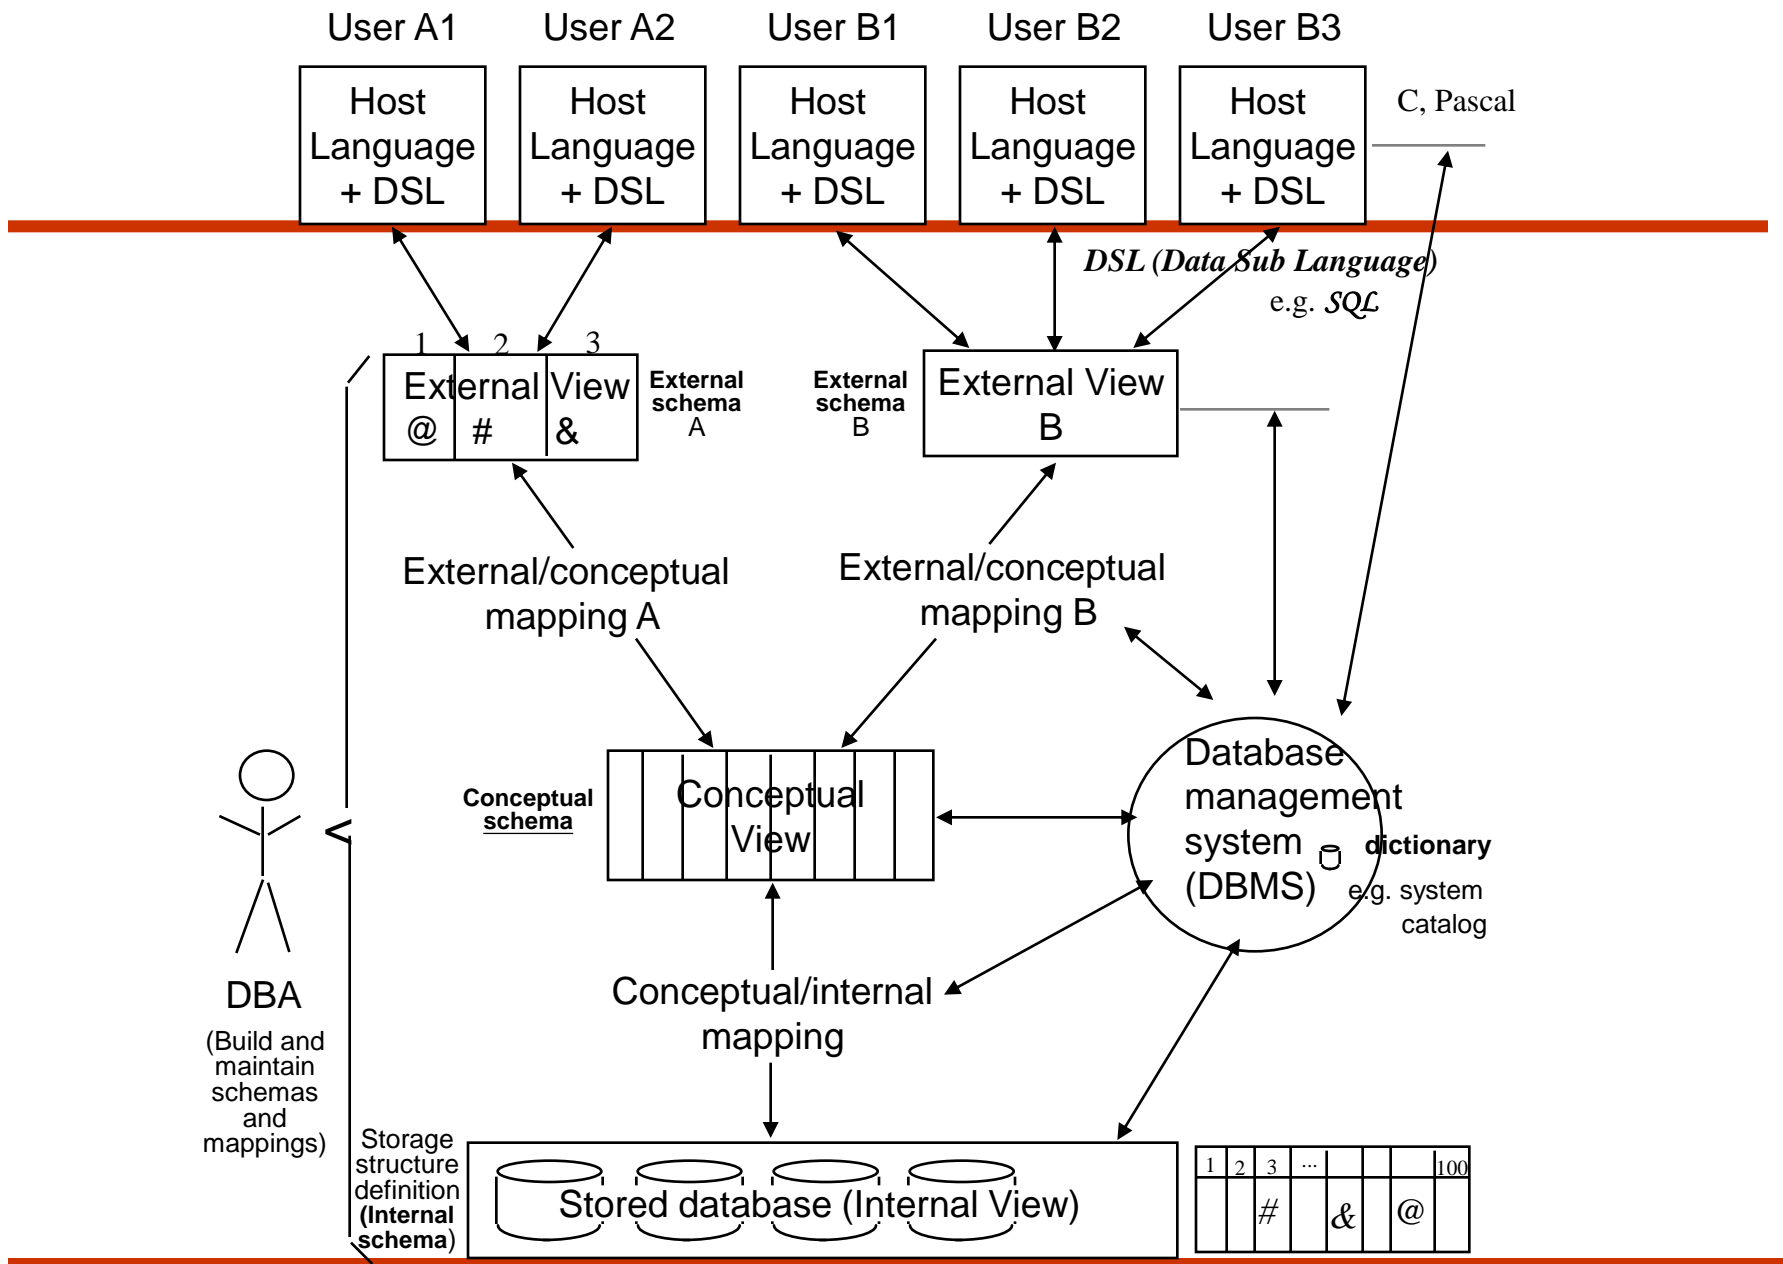 User A1 User A2 User B1 User B2 User B3
Host Language + DSL
Host Language + DSL
Host Language + DSL
Host Language + DSL
Host Language + DSL
C, Pascal
DSL (Data Sub Language)
e.g. SQL
1 2 3
External View
@ # &
External
schema
A
External
schema
B
External View
B
External/conceptual
mapping A
External/conceptual
mapping B
Conceptual
schema
Conceptual
View
Database
management
system
(DBMS)
dictionary
e.g. system
catalog
DBA
(Build and
maintain
schemas
and
mappings)
<
Conceptual/internal
mapping
Storage
structure
definition
(Internal
schema)
Stored database (Internal View)
1 2 3 ... 100
# & @